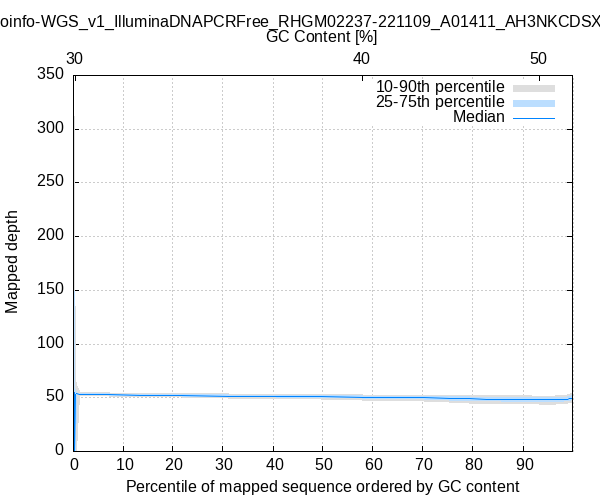 oinfo-WGS_v1_IlluminaDNAPCRFree_RHGM02237-221109_A01411_AH3NKCDSX
GC Content [%]
30 40 50
350
10-90th percentile
25-75th percentile
Median
300
250
200
150
100
50
0
Mapped depth
0 10 20 30 40 50 60 70 80 90
Percentile of mapped sequence ordered by GC content